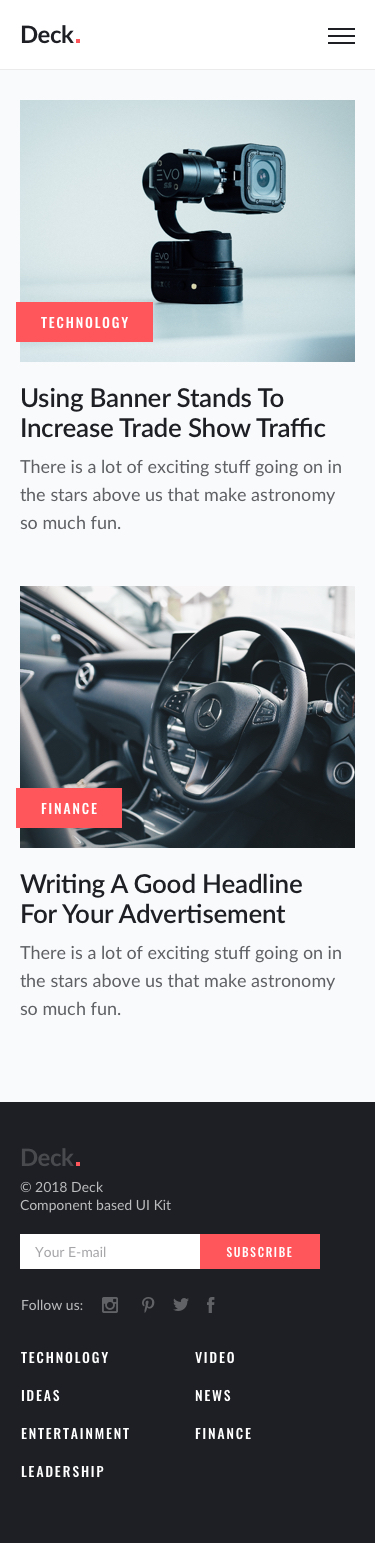 Deck.
EVO
SS
EVO
TECHNOLOGY
Using Banner Stands To
Increase Trade Show Traffic
There is a lot of exciting stuff going on in
the stars above us that make astronomy
so much fun.
FINANCE
Writing A Good Headline
For Your Advertisement
There is a lot of exciting stuff going on in
the stars above us that make astronomy
so much fun.
Deck.
© 2018 Deck
Component based UI Kit
Your E-mail
SUBSCRIBE
Follow us:
TECHNOLOGY
VIDEO
IDEAS
NEWS
ENTERTAINMENT
FINANCE
LEADERSHIP